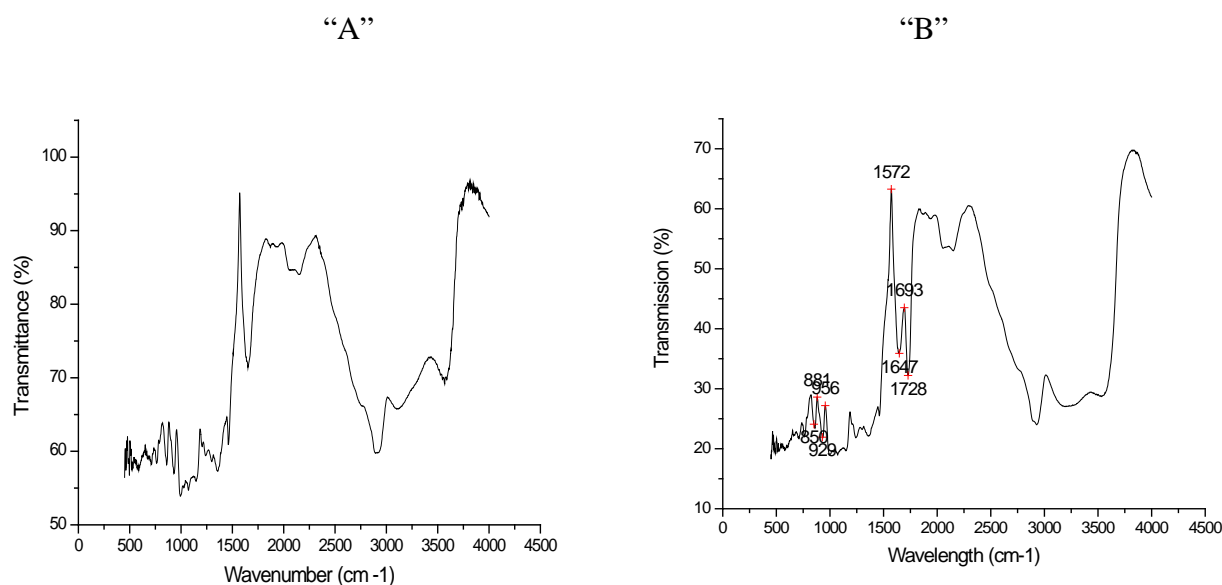 “A”
“B”
Transmittance (%)
100
90
80
70
60
50
0 500 1000 1500 2000 2500 3000 3500 4000 4500
Wavenumber (cm -1)
Transmission (%)
70
60
50
40
30
20
10
1572
1693
1647
1728
881
956
850
929
0 500 1000 1500 2000 2500 3000 3500 4000 4500
Wavelength (cm-1)